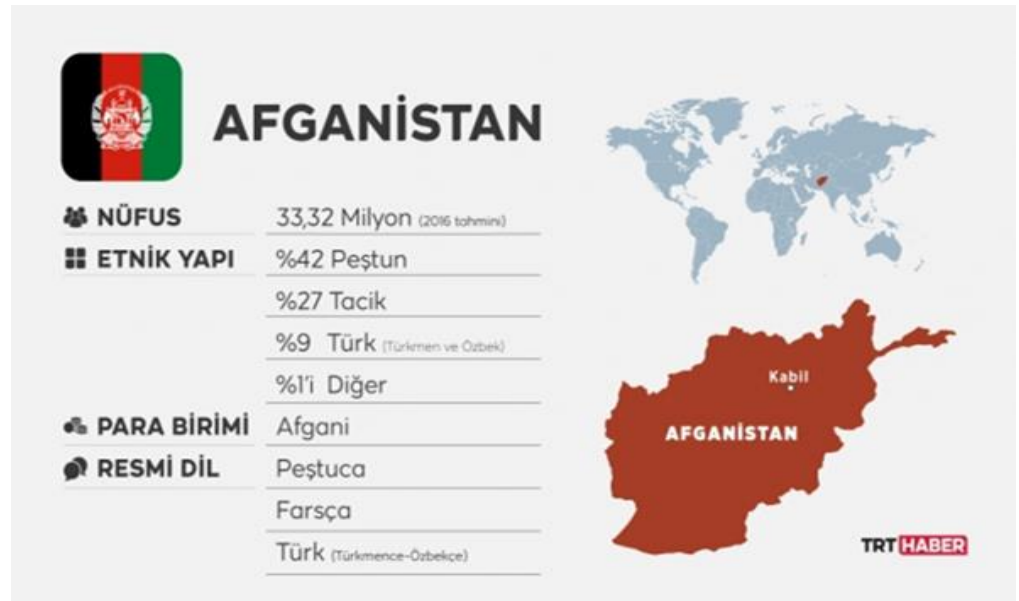 AFGANİSTAN
NÜFUS 33,32 Milyon (2016 tahmini)
ETNİK YAPI %42 Peştun
%27 Tacik
%9 Türk (Türkmen ve Özbek)
%1'i Diğer
PARA BİRİMİ Afgani
RESMİ DİL Peştuca
Farsça
Türk (Türkmence-Özbekçe)
Kabil
AFGANİSTAN
TRT HABER